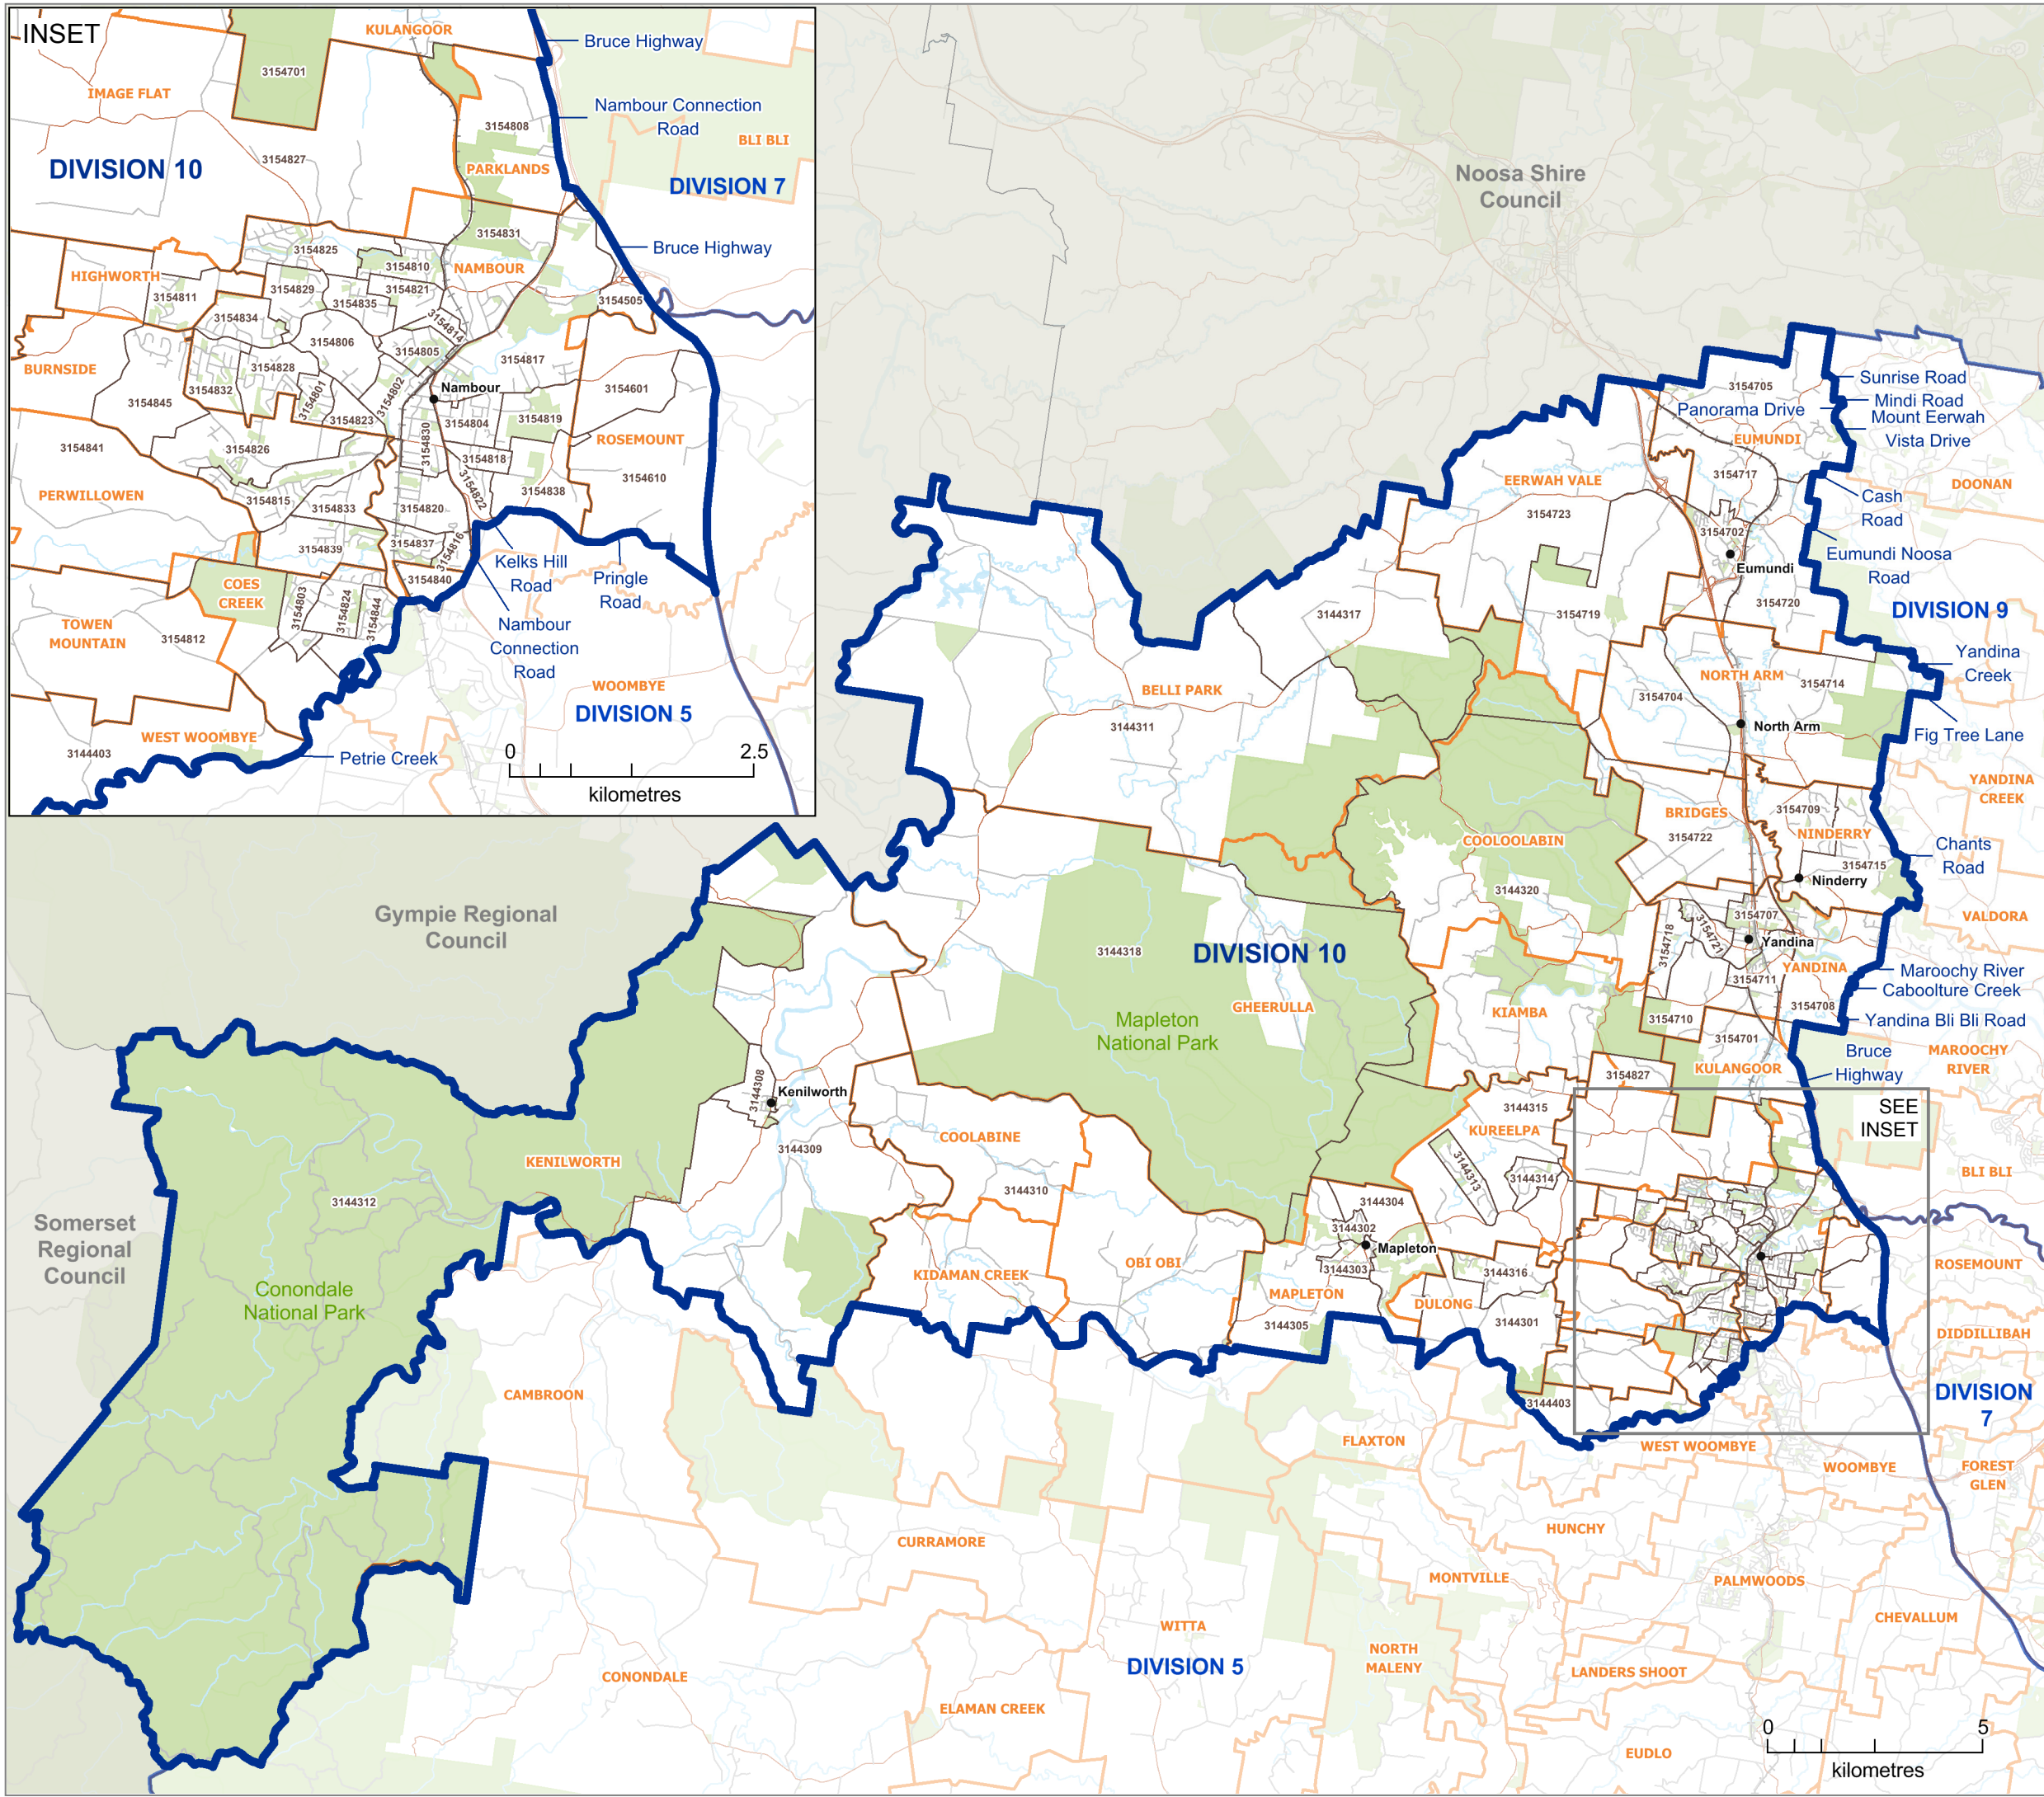 INSET
KULANGOOR
Bruce Highway
3154701
IMAGE FLAT
Nambour Connection
Road
3154808
BLI BLI
3154827
DIVISION 10
PARKLANDS
DIVISION 7
3154831
3154825
Bruce Highway
3154810
NAMBOUR
HIGHWORTH
3154829
3154821
3154811
3154835
3154505
3154834
3154814
3154806
3154805
3154817
BURNSIDE
3154828
3154832
3154801
3154802
Nambour
3154601
3154845
3154823
3154804
3154819
3154830
ROSEMOUNT
3154841
3154826
3154818
3154610
PERWILLOWEN
3154822
3154838
3154815
3154833
3154820
3154839
3154837
3154816
Kelks Hill
Road
Pringle
Road
3154840
COES
CREEK
3154803
3154824
3154844
TOWEN
MOUNTAIN
3154812
Nambour
Connection
Road
WOOMBYE
DIVISION 5
WEST WOOMBYE
3144403
Petrie Creek
0
2.5
kilometres
Noosa Shire
Council
Sunrise Road
3154705
Mindi Road
Panorama Drive
Mount Eerwah
Vista Drive
EUMUNDI
EERWAH VALE
3154717
DOONAN
Cash
Road
3154723
3154702
Eumundi Noosa
Road
Eumundi
3154720
DIVISION 9
3144317
3154719
Yandina
Creek
NORTH ARM
3154714
BELLI PARK
3154704
3144311
North Arm
Fig Tree Lane
YANDINA
CREEK
BRIDGES
3154709
NINDERRY
COOLOOLABIN
3154722
Chants
Road
3154715
Ninderry
3144320
Gympie Regional
Council
3154707
VALDORA
3154718
3154721
Yandina
3144318
DIVISION 10
YANDINA
Maroochy River
3154711
Caboolture Creek
GHEERULLA
KIAMBA
3154708
Mapleton
National Park
3154710
Yandina Bli Bli Road
3154701
MAROOCHY
RIVER
Bruce
Highway
KULANGOOR
3154827
3144308
Kenilworth
3144315
SEE
INSET
COOLABINE
KUREELPA
3144309
KENILWORTH
3144313
3144314
BLI BLI
3144310
3144304
3144312
3144302
Somerset
Regional
Council
Mapleton
OBI OBI
3144303
3144316
ROSEMOUNT
KIDAMAN CREEK
Conondale
National Park
MAPLETON
DULONG
3144305
3144301
DIDDILLIBAH
CAMBROON
DIVISION
7
3144403
FLAXTON
WEST WOOMBYE
WOOMBYE
FOREST
GLEN
HUNCHY
CURRAMORE
MONTVILLE
PALMWOODS
CHEVALLUM
WITTA
NORTH
MALENY
DIVISION 5
CONONDALE
LANDERS SHOOT
ELAMAN CREEK
0
5
EUDLO
kilometres